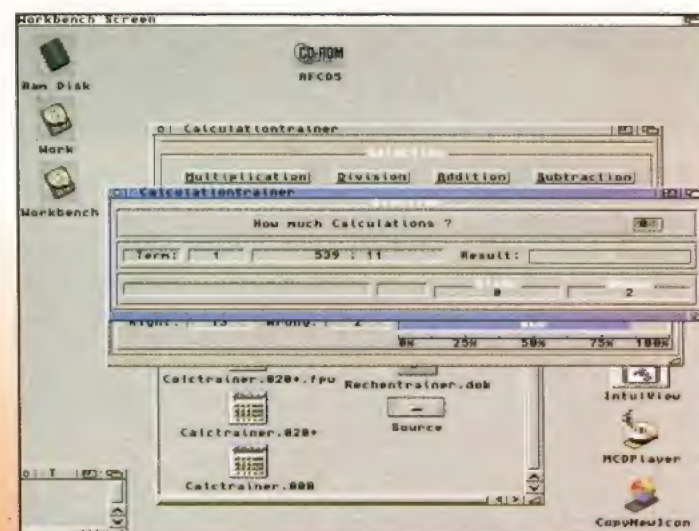 Workbench Screen
Ram Disk
CD-ROM
AFCD5
Work
Workbench
Calculationtrainer
Multiplication Division Addition Subtraction
Calculationtrainer
How much Calculations ?
Term: 1 539 : 11 Result:
0 2
Right: 13 Wrong: 2
0% 25% 50% 75% 100%
Calctrainer.020+.fpu Rechentrainer.dok
IntuiView
Calctrainer.020+ Source
MCDPlayer
Calctrainer.000
T
CopyNewIcon